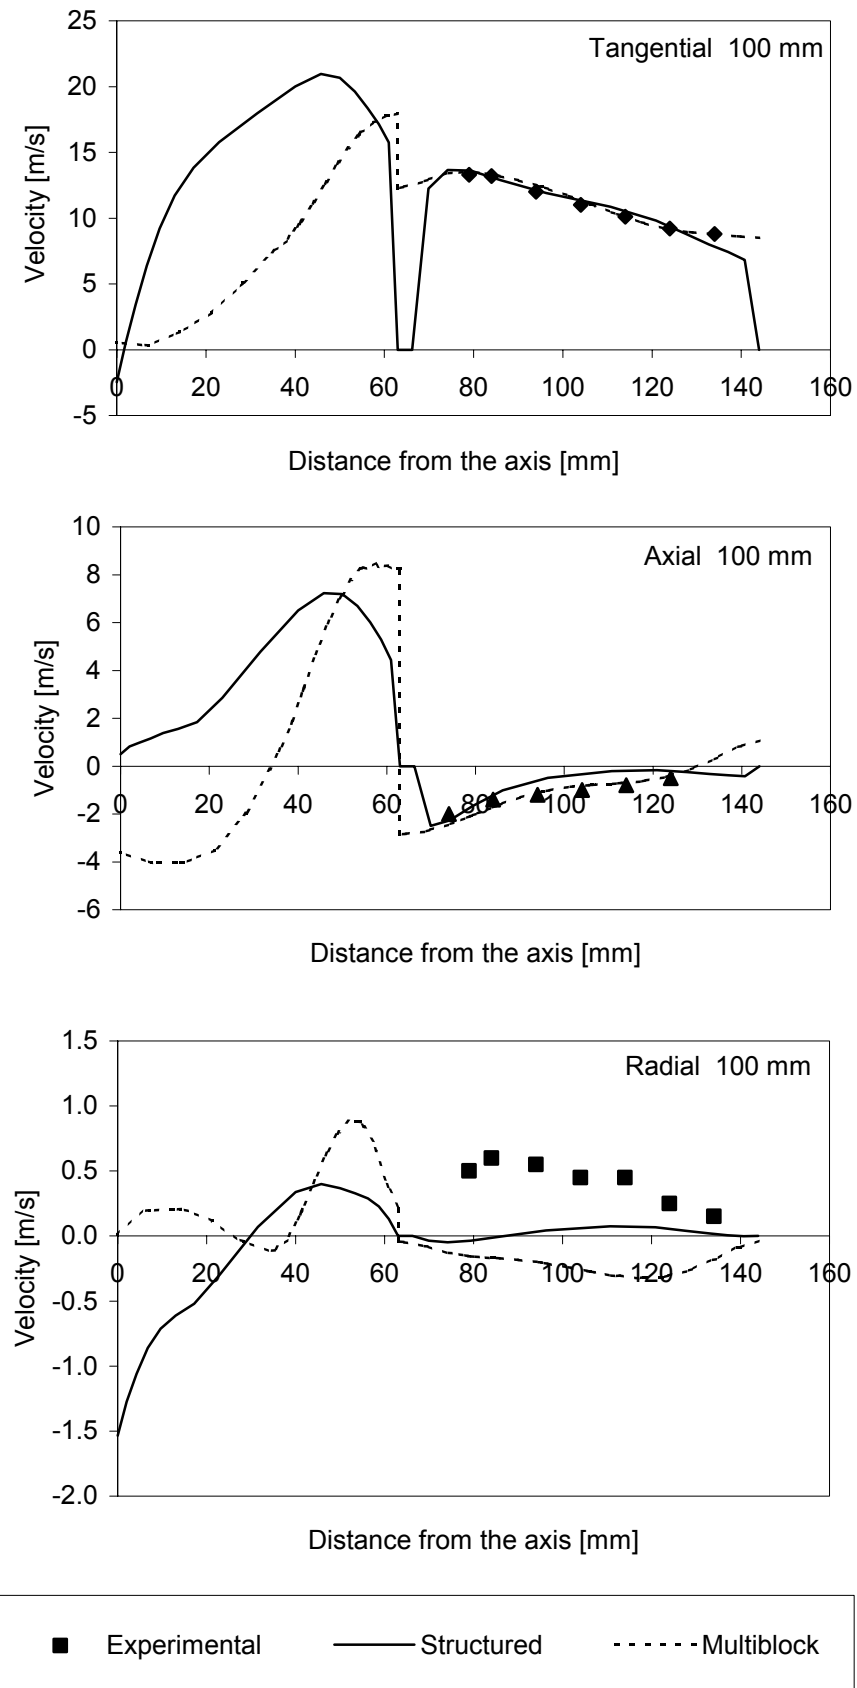 25
Tangential 100 mm
20
15
10
5
0
0 20 40 60 80 100 120 140 160
-5
Velocity [m/s]
Distance from the axis [mm]
10
Axial 100 mm
8
6
4
2
0
0 20 40 60 80 100 120 140 160
-2
-4
-6
Velocity [m/s]
Distance from the axis [mm]
1.5
Radial 100 mm
1.0
0.5
0.0
0 20 40 60 80 100 120 140 160
-0.5
-1.0
-1.5
-2.0
Velocity [m/s]
Distance from the axis [mm]
Experimental Structured Multiblock